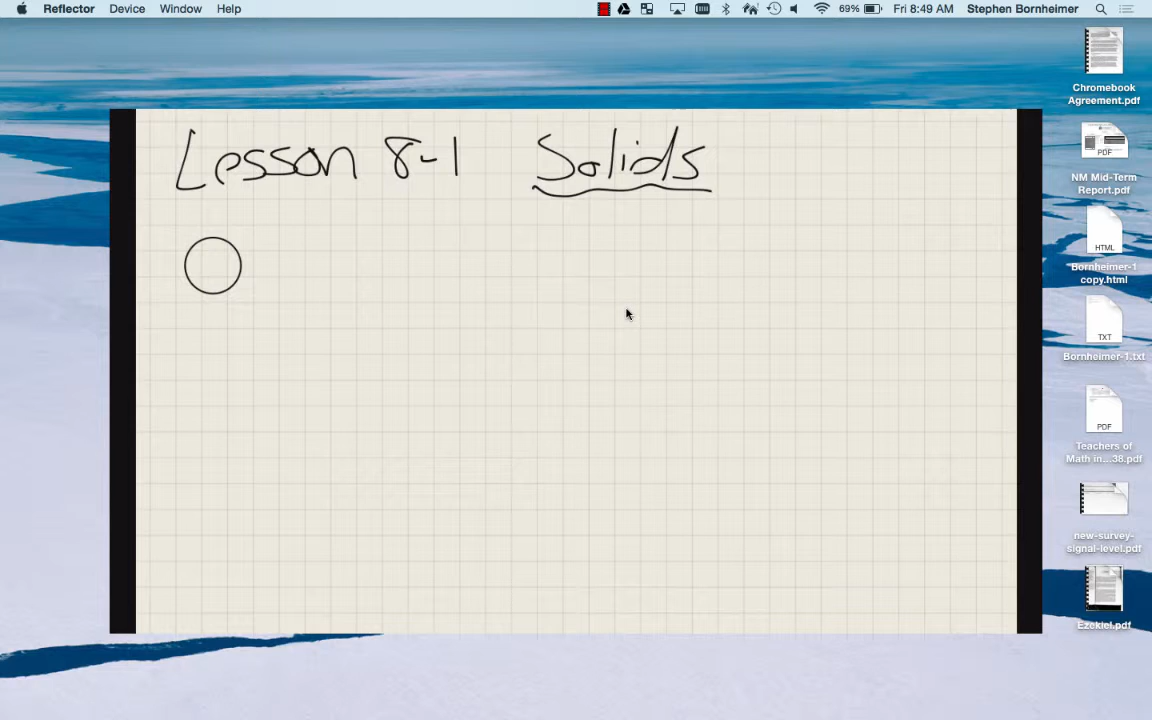 Reflector Device Window Help 69% Fri 8:49 AM Stephen Bornheimer
Lesson 8-1 Solids
Chromebook
Agreement.pdf
PDF
NM Mid-Term
Report.pdf
HTML
Bornheimer-1
copy.html
TXT
Bornheimer-1.txt
PDF
Teachers of
Math in...38.pdf
new-survey-
signal-level.pdf
Ezekiel.pdf